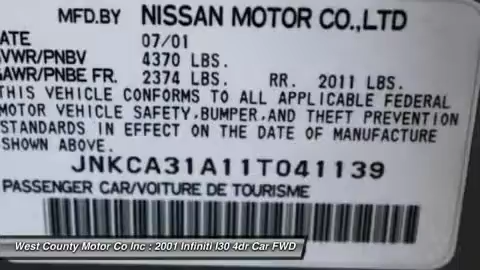 MFD.BY NISSAN MOTOR CO.,LTD
ATE 07/01
VWR/PNBV 4370 LBS.
AWR/PNBE FR. 2374 LBS. RR. 2011 LBS.
THIS VEHICLE CONFORMS TO ALL APPLICABLE FEDERAL
MOTOR VEHICLE SAFETY,BUMPER,AND THEFT PREVENTION
STANDARDS IN EFFECT ON THE DATE OF MANUFACTURE
SHOWN ABOVE.
JNKCA31A11T041139
PASSENGER CAR/VOITURE DE TOURISME
West County Motor Co Inc : 2001 Infiniti I30 4dr Car FWD